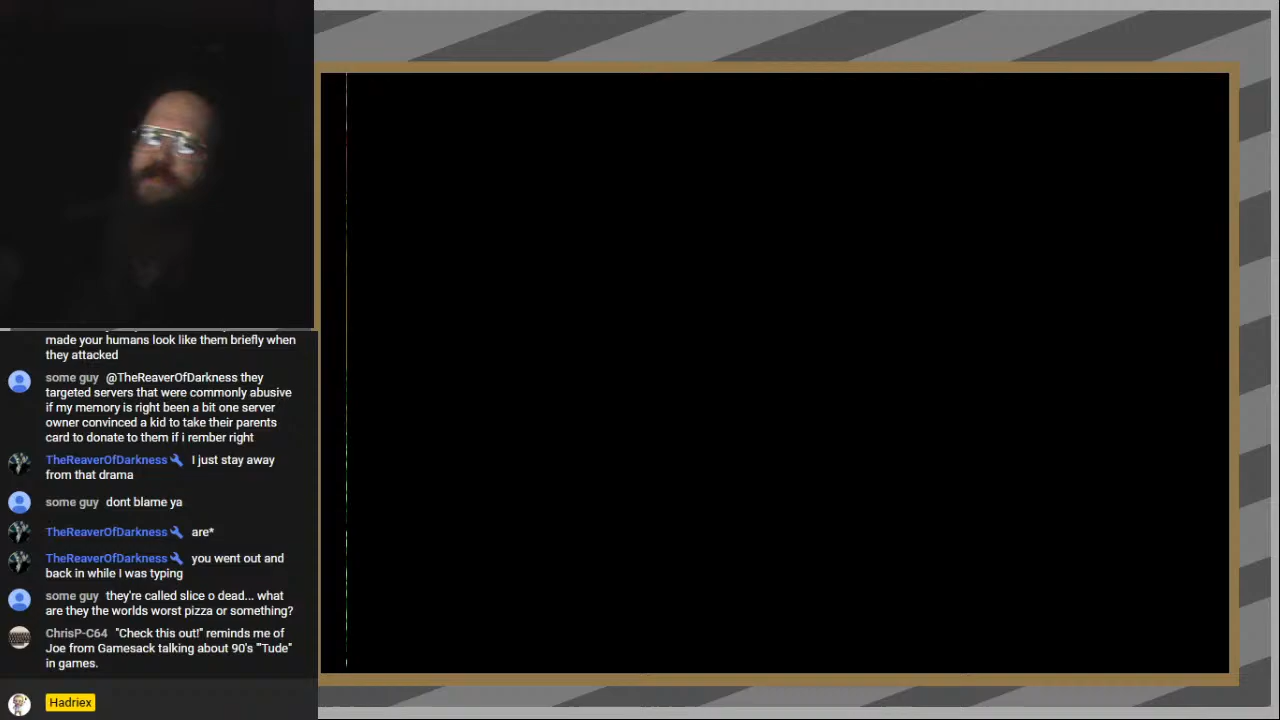 made your humans look like them briefly when
they attacked
some guy @TheReaverOfDarkness they
targeted servers that were commonly abusive
if my memory is right been a bit one server
owner convinced a kid to take their parents
card to donate to them if i rember right
TheReaverOfDarkness I just stay away
from that drama
some guy dont blame ya
TheReaverOfDarkness are*
TheReaverOfDarkness you went out and
back in while I was typing
some guy they're called slice o dead... what
are they the worlds worst pizza or something?
ChrisP-C64 "Check this out!" reminds me of
Joe from Gamesack talking about 90's "'Tude"
in games.
Hadriex